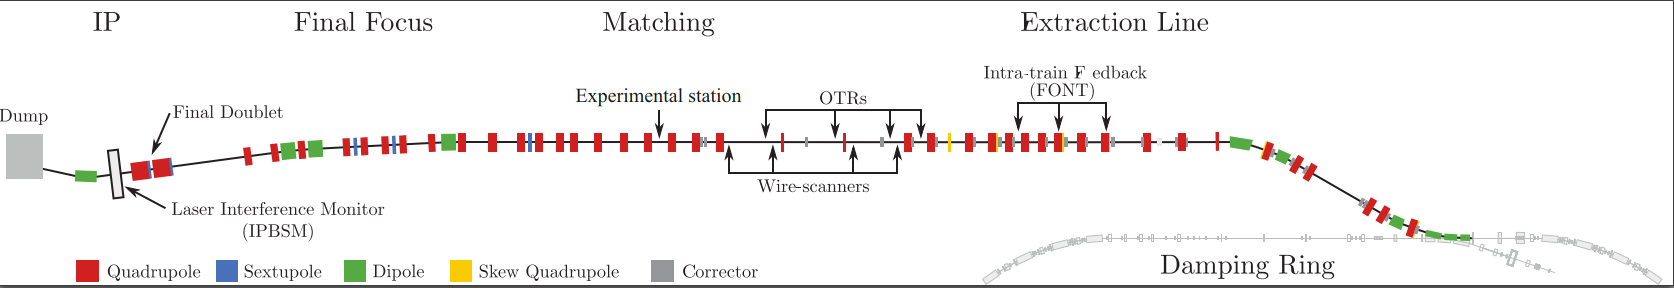 IP
Final Focus
Matching
Extraction Line
Dump
Final Doublet
Experimental station
OTRs
Intra-train F edback
(FONT)
Wire-scanners
Laser Interference Monitor
(IPBSM)
Damping Ring
Quadrupole
Sextupole
Dipole
Skew Quadrupole
Corrector